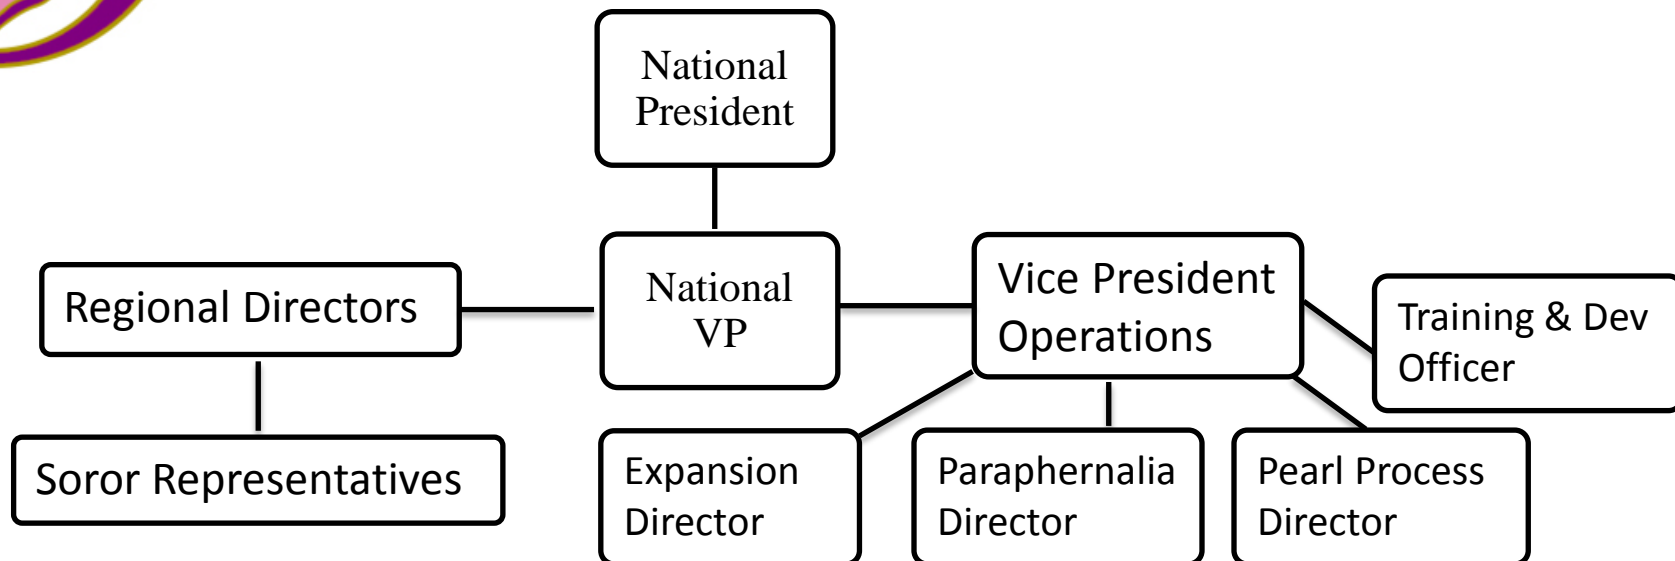 National
President
Regional Directors
National
VP
Vice President
Operations
Training & Dev
Officer
Soror Representatives
Expansion
Director
Paraphernalia
Director
Pearl Process
Director